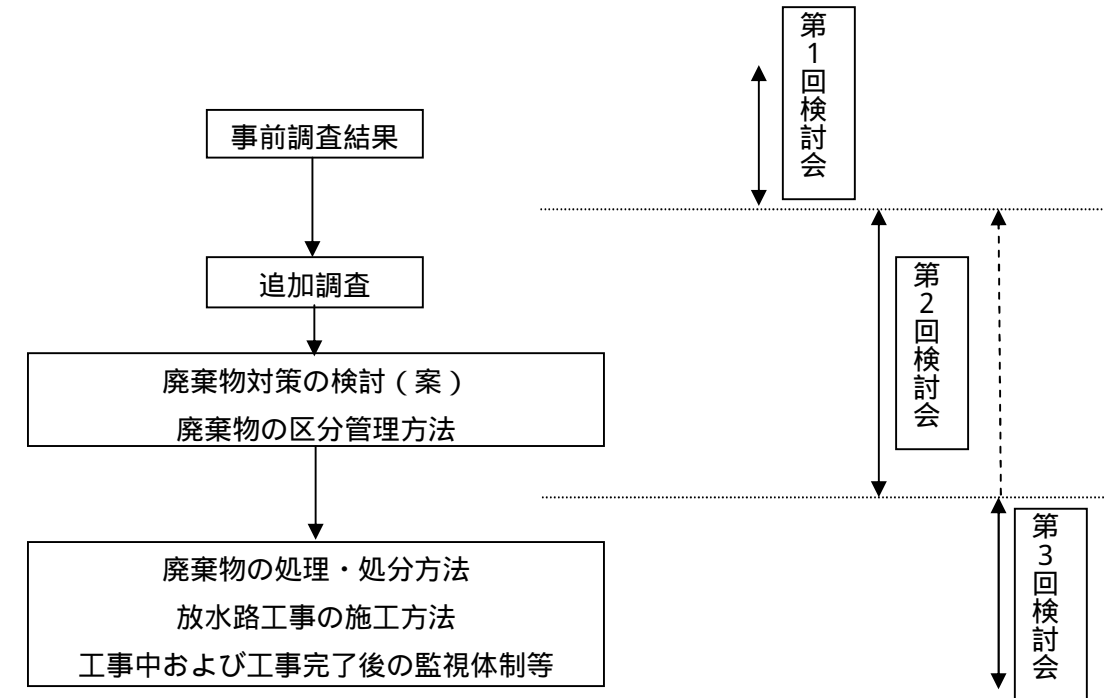 第1回検討会
事前調査結果
追加調査
第2回検討会
廃棄物対策の検討（案）
廃棄物の区分管理方法
第3回検討会
廃棄物の処理・処分方法
放水路工事の施工方法
工事中および工事完了後の監視体制等